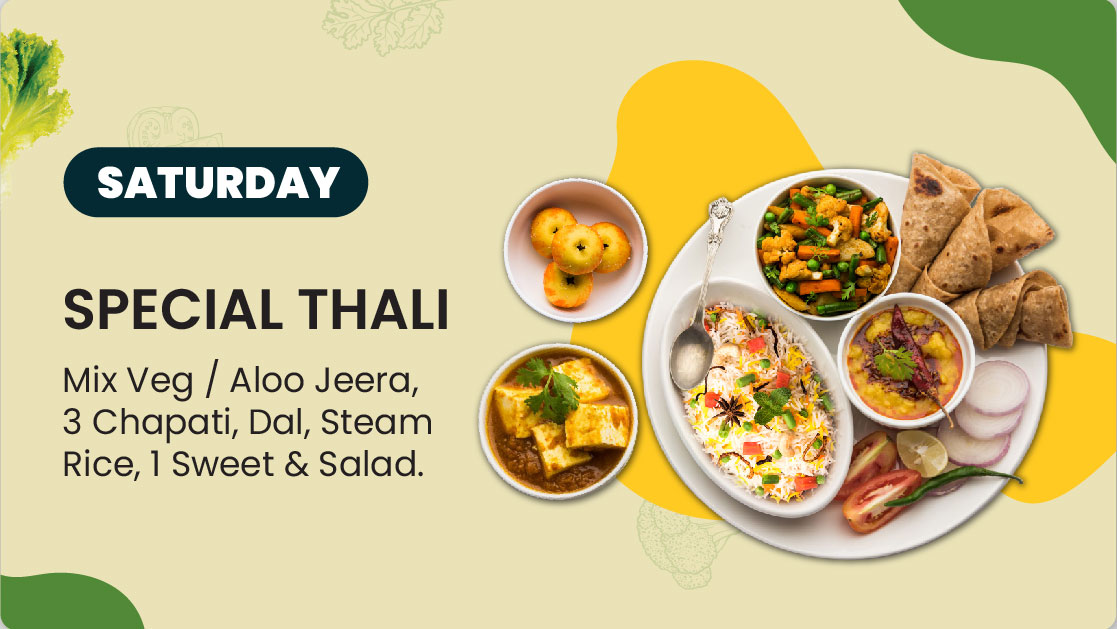 SATURDAY
SPECIAL THALI
Mix Veg / Aloo Jeera,
3 Chapati, Dal, Steam
Rice, 1 Sweet & Salad.